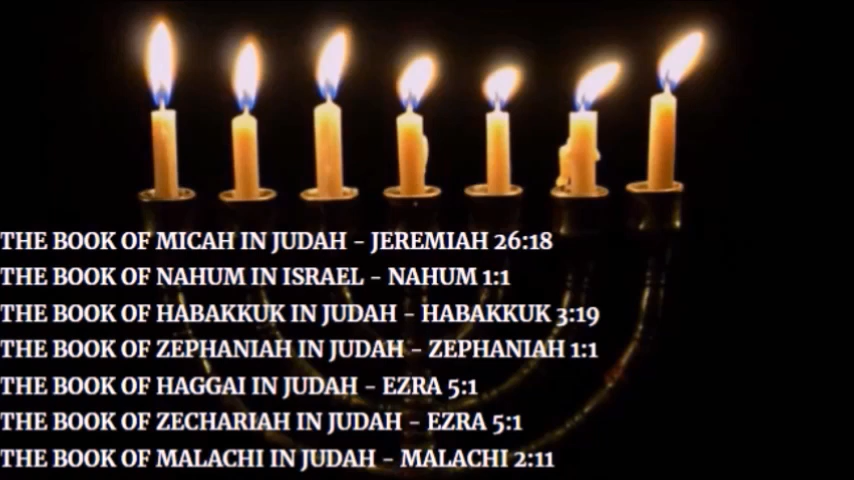 THE BOOK OF MICAH IN JUDAH - JEREMIAH 26:18
THE BOOK OF NAHUM IN ISRAEL - NAHUM 1:1
THE BOOK OF HABAKKUK IN JUDAH - HABAKKUK 3:19
THE BOOK OF ZEPHANIAH IN JUDAH - ZEPHANIAH 1:1
THE BOOK OF HAGGAI IN JUDAH - EZRA 5:1
THE BOOK OF ZECHARIAH IN JUDAH - EZRA 5:1
THE BOOK OF MALACHI IN JUDAH - MALACHI 2:11